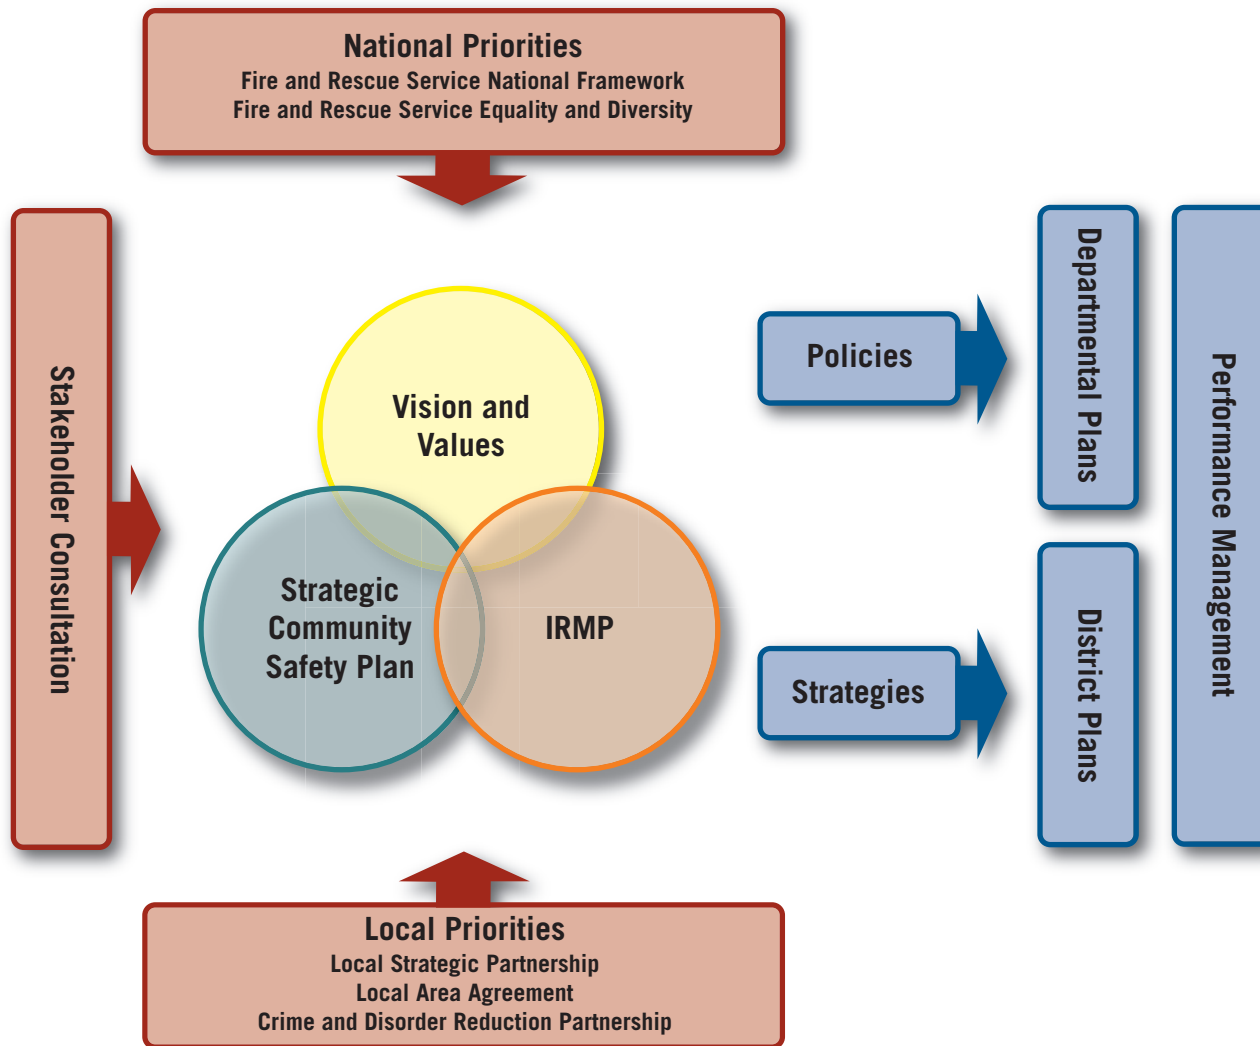 National Priorities
Fire and Rescue Service National Framework
Fire and Rescue Service Equality and Diversity
Stakeholder Consultation
Vision and
Values
Strategic
Community
Safety Plan
IRMP
Policies
Strategies
Departmental Plans
District Plans
Performance Management
Local Priorities
Local Strategic Partnership
Local Area Agreement
Crime and Disorder Reduction Partnership